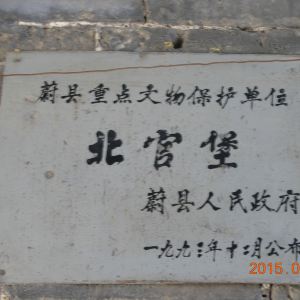 蔚县重点文物保护单位
北宫堡
蔚县人民政府
一九九三年十二月公布
2015.0